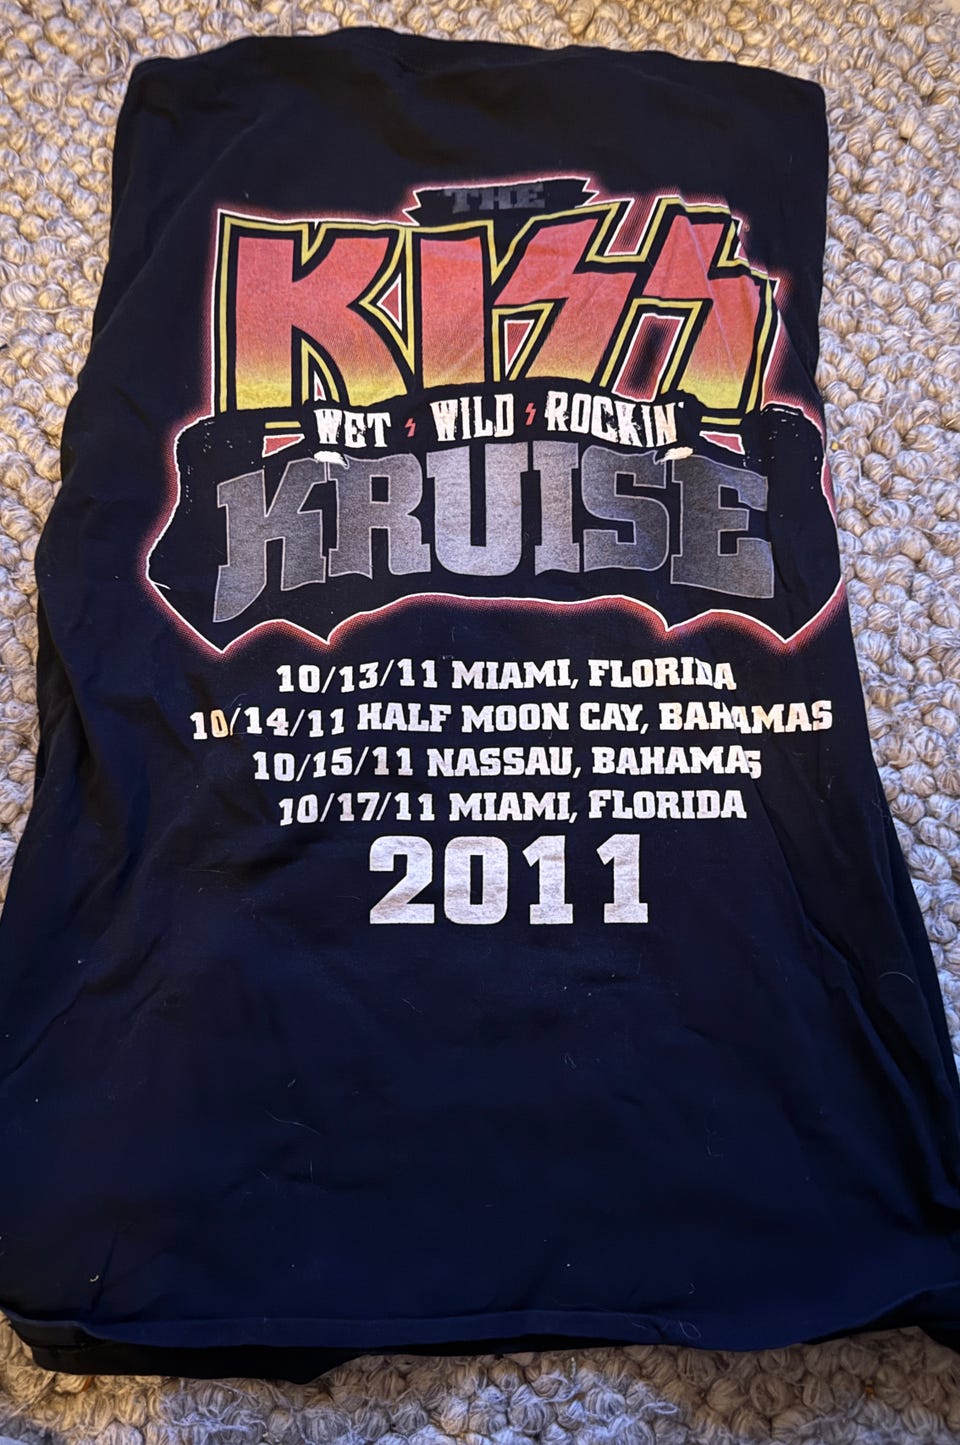 THE
KISS
WET WILD ROCKIN'
KRUISE
10/13/11 MIAMI, FLORIDA
10/14/11 HALF MOON CAY, BAHAMAS
10/15/11 NASSAU, BAHAMAS
10/17/11 MIAMI, FLORIDA
2011